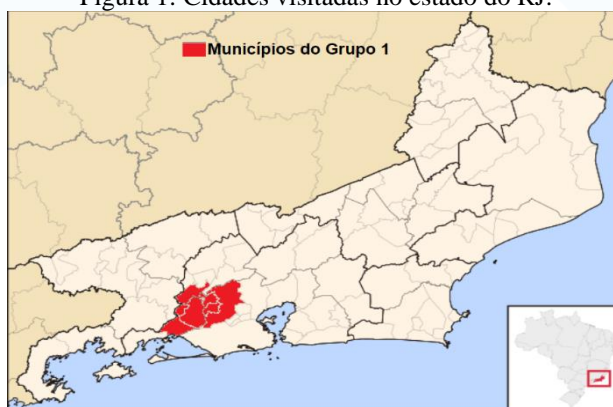 Figura 1: Cidades visitadas no estado do RJ.
Municípios do Grupo 1